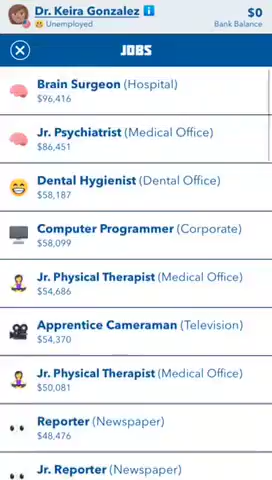 Dr. Keira Gonzalez i $0
Unemployed Bank Balance
JOBS
Brain Surgeon (Hospital)
$96,416
Jr. Psychiatrist (Medical Office)
$86,451
Dental Hygienist (Dental Office)
$58,187
Computer Programmer (Corporate)
$58,099
Jr. Physical Therapist (Medical Office)
$54,686
Apprentice Cameraman (Television)
$54,370
Jr. Physical Therapist (Medical Office)
$50,081
Reporter (Newspaper)
$48,476
Jr. Reporter (Newspaper)